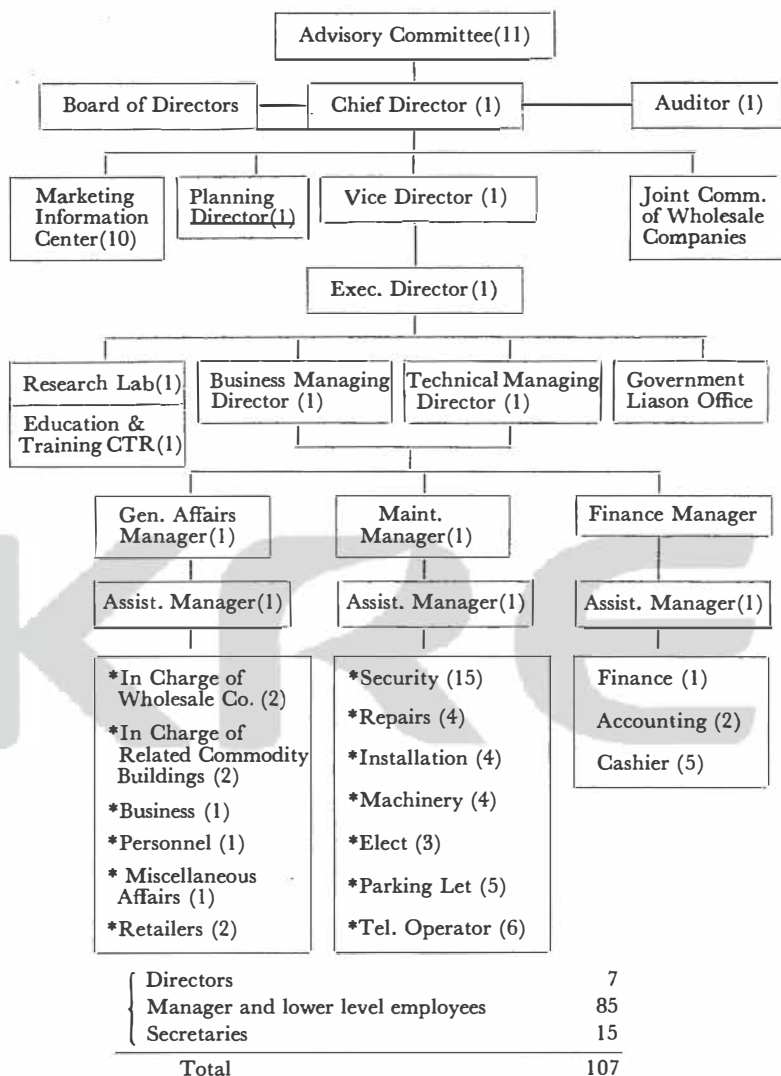 Advisory Committee(11)
Board of Directors
Chief Director (1)
Auditor (1)
Marketing
Information
Center(10)
Planning
Director(1)
Vice Director (1)
Joint Comm.
of Wholesale
Companies
Exec. Director(1)
Research Lab(1)
Education &
Training CTR(1)
Business Managing
Director (1)
Technical Managing
Director (1)
Government
Liason Office
Gen. Affairs
Manager(1)
Maint.
Manager(1)
Finance Manager
Assist. Manager(1)
Assist. Manager(1)
Assist. Manager(1)
*In Charge of
Wholesale Co. (2)
*In Charge of
Related Commodity
Buildings (2)
*Business (1)
*Personnel (1)
* Miscellaneous
Affairs (1)
*Retailers (2)
*Security (15)
*Repairs (4)
*Installation (4)
*Machinery (4)
*Elect (3)
*Parking Let (5)
*Tel. Operator (6)
Finance (1)
Accounting (2)
Cashier (5)
Directors 7
Manager and lower level employees 85
Secretaries 15
Total 107
KRE